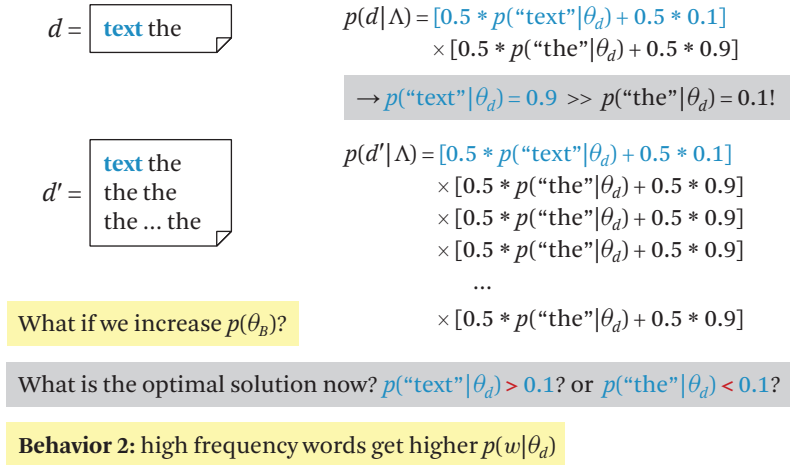 d = text the
p(d|Λ) = [0.5 * p(“text”|θ_d) + 0.5 * 0.1]
× [0.5 * p(“the”|θ_d) + 0.5 * 0.9]
→ p(“text”|θ_d) = 0.9 >> p(“the”|θ_d) = 0.1!
d′ = text the
the the
the ... the
p(d′|Λ) = [0.5 * p(“text”|θ_d) + 0.5 * 0.1]
× [0.5 * p(“the”|θ_d) + 0.5 * 0.9]
× [0.5 * p(“the”|θ_d) + 0.5 * 0.9]
× [0.5 * p(“the”|θ_d) + 0.5 * 0.9]
...
× [0.5 * p(“the”|θ_d) + 0.5 * 0.9]
What if we increase p(θ_B)?
What is the optimal solution now? p(“text”|θ_d) > 0.1? or p(“the”|θ_d) < 0.1?
Behavior 2: high frequency words get higher p(w|θ_d)